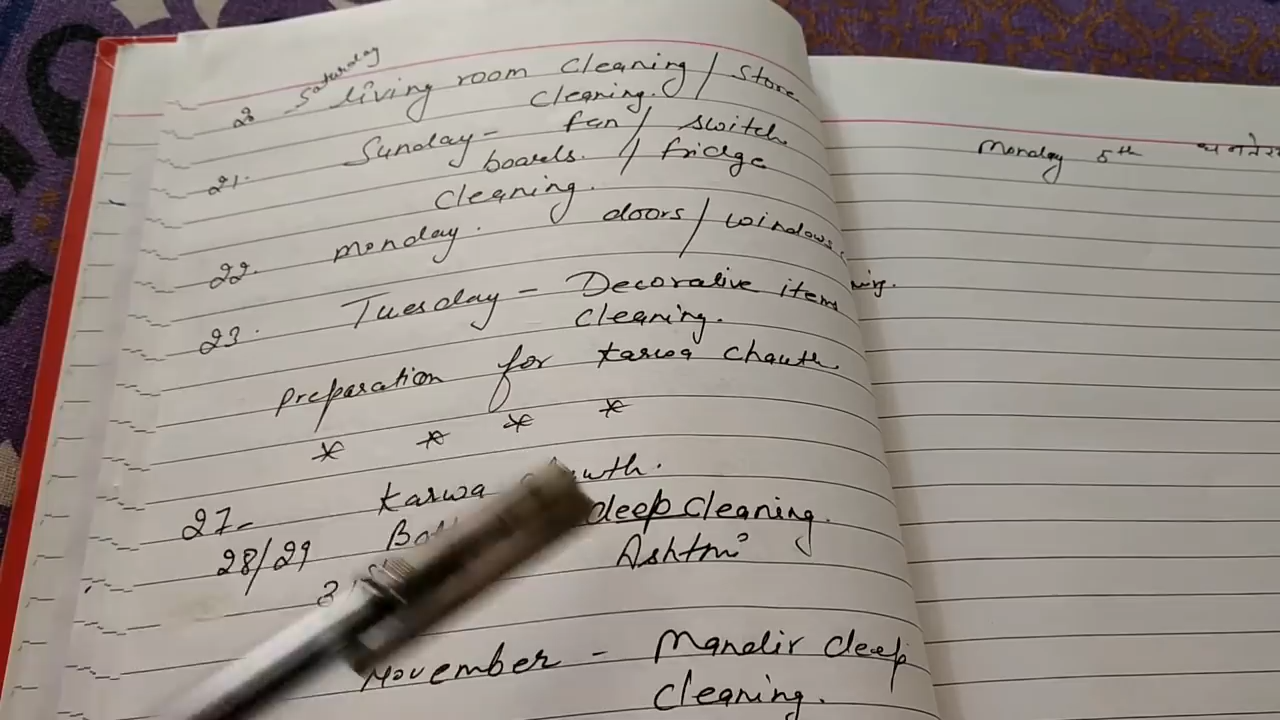 Saturday
living room cleaning / store
cleaning.
21. Sunday - fan / switch
boards. / fridge
cleaning.
22. monday. doors / windows
23. Tuesday - Decorative items
cleaning.
preparation for karwa chauth
* * * *
27- karwa
28/29 deep cleaning.
Ashtmi
November - Mandir deep
cleaning.
Monday 5th